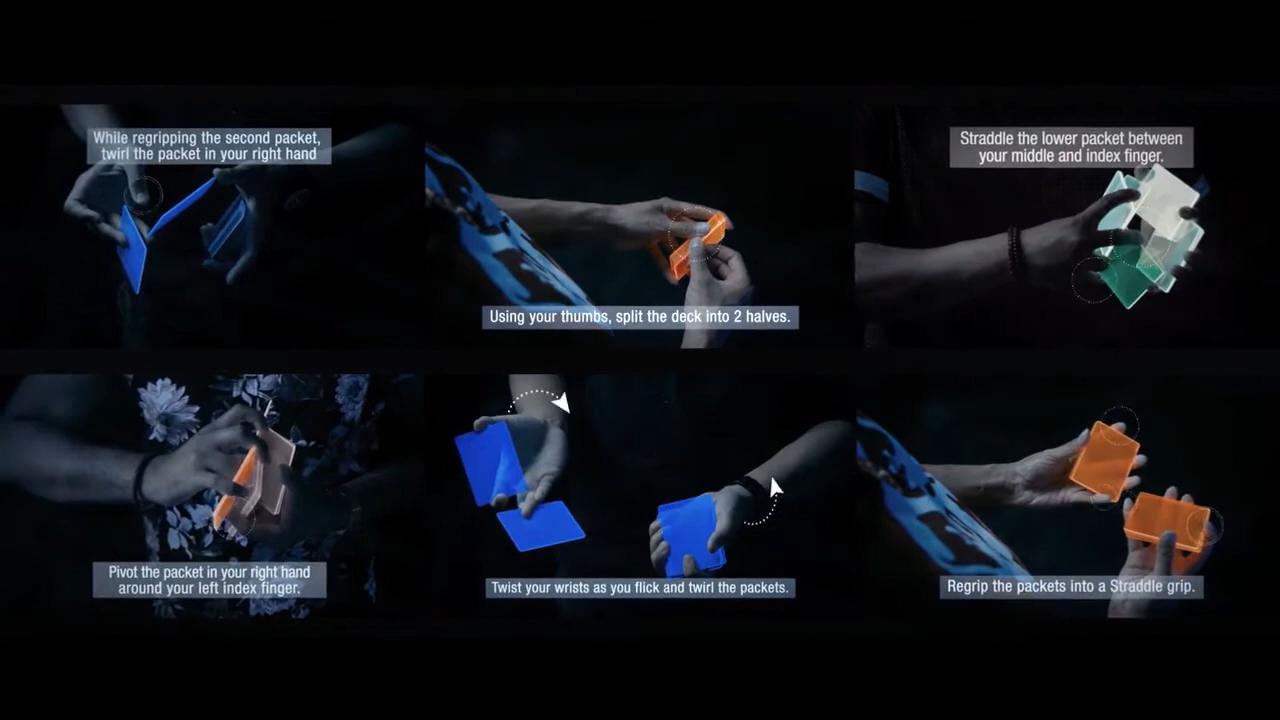 While regripping the second packet,
twirl the packet in your right hand
Using your thumbs, split the deck into 2 halves.
Straddle the lower packet between
your middle and index finger.
Pivot the packet in your right hand
around your left index finger.
Twist your wrists as you flick and twirl the packets.
Regrip the packets into a Straddle grip.